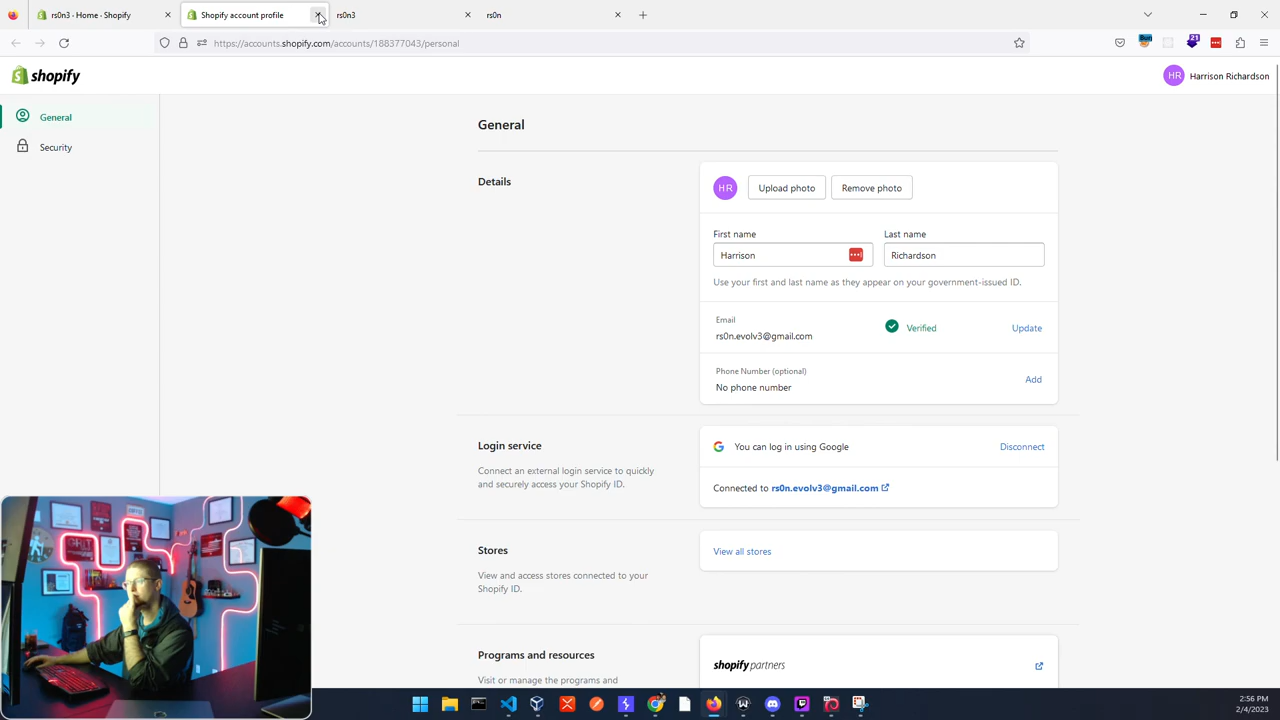 rs0n3 - Home - Shopify
Shopify account profile
rs0n3
rs0n
https://accounts.shopify.com/accounts/188377043/personal
21
shopify
HR
Harrison Richardson
General
Security
General
Details
HR
Upload photo
Remove photo
First name
Last name
Harrison
Richardson
Use your first and last name as they appear on your government-issued ID.
Email
rs0n.evolv3@gmail.com
Verified
Update
Phone Number (optional)
No phone number
Add
Login service
Connect an external login service to quickly
and securely access your Shopify ID.
You can log in using Google
Disconnect
Connected to rs0n.evolv3@gmail.com
Stores
View and access stores connected to your
Shopify ID.
View all stores
Programs and resources
Visit or manage the programs and
shopify partners
2:56 PM
2/4/2023